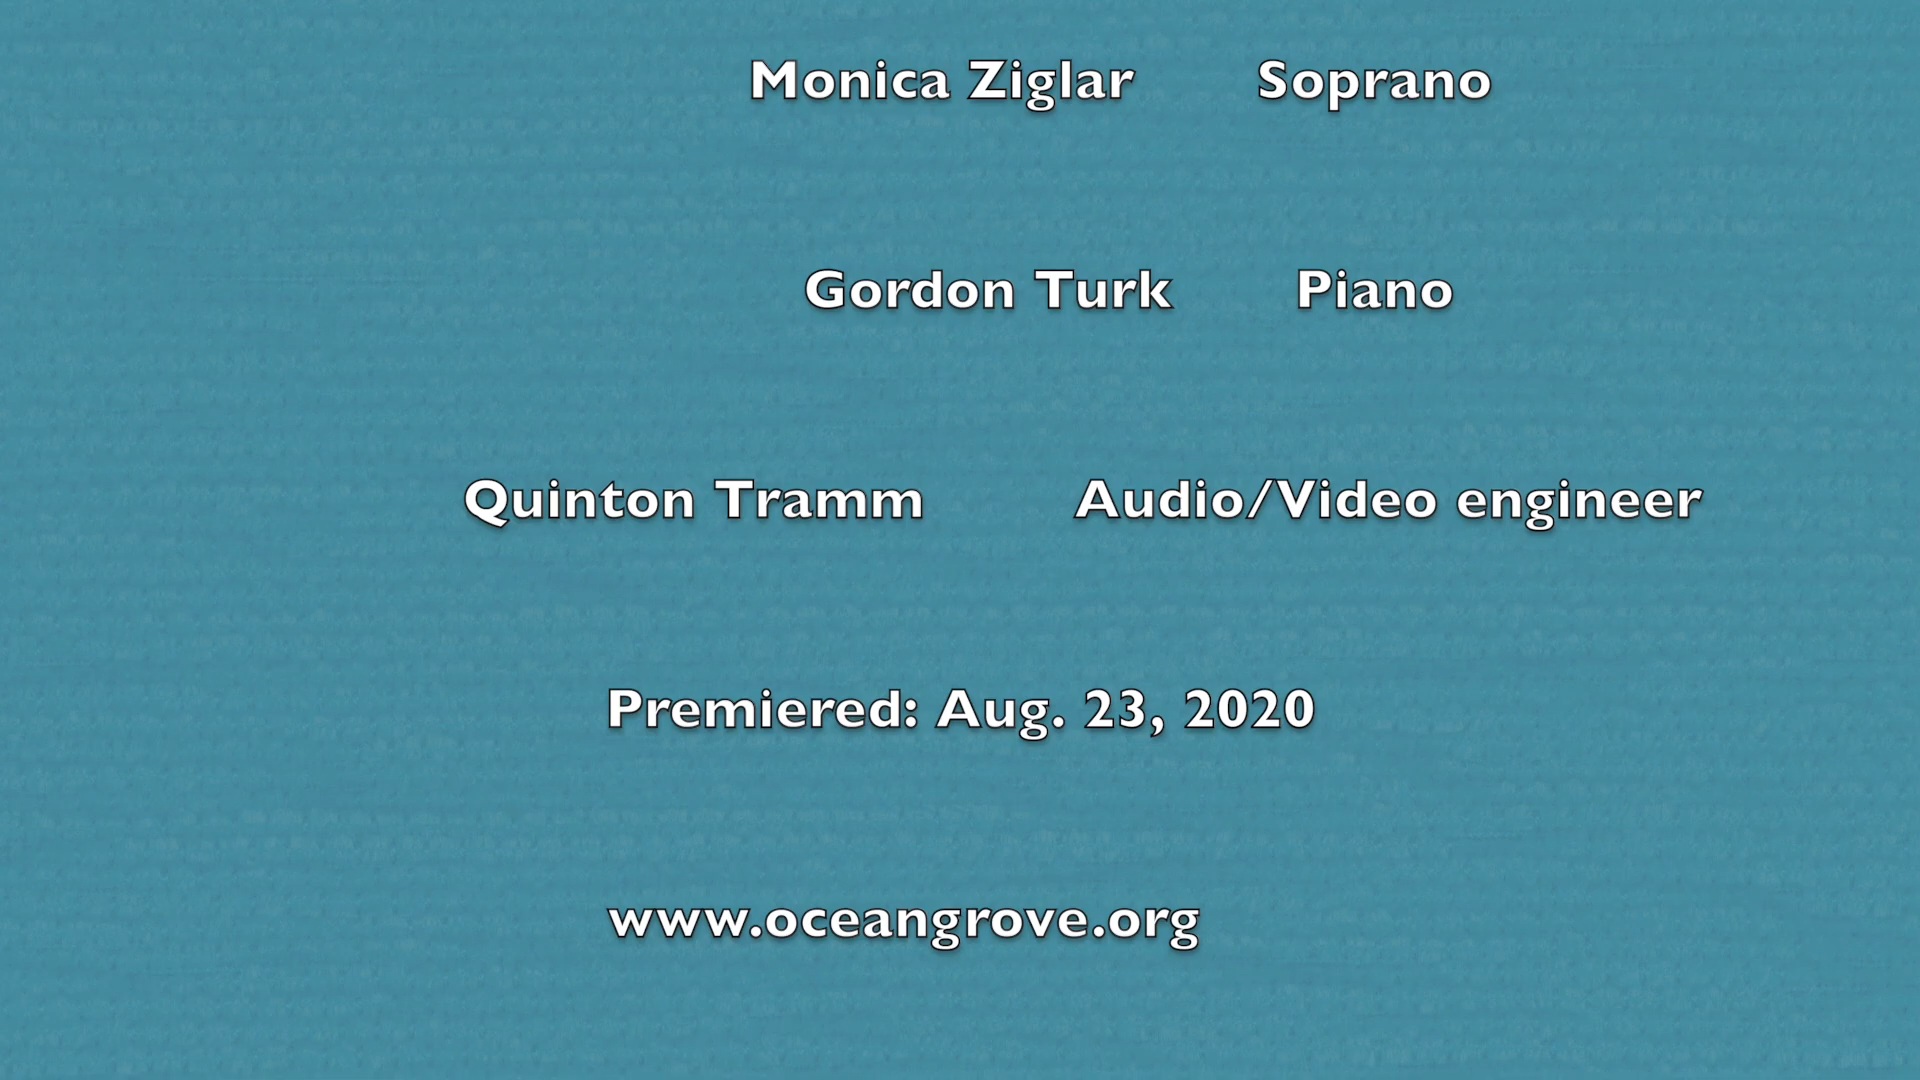 Monica Ziglar Soprano
Gordon Turk Piano
Quinton Tramm Audio/Video engineer
Premiered: Aug. 23, 2020
www.oceangrove.org